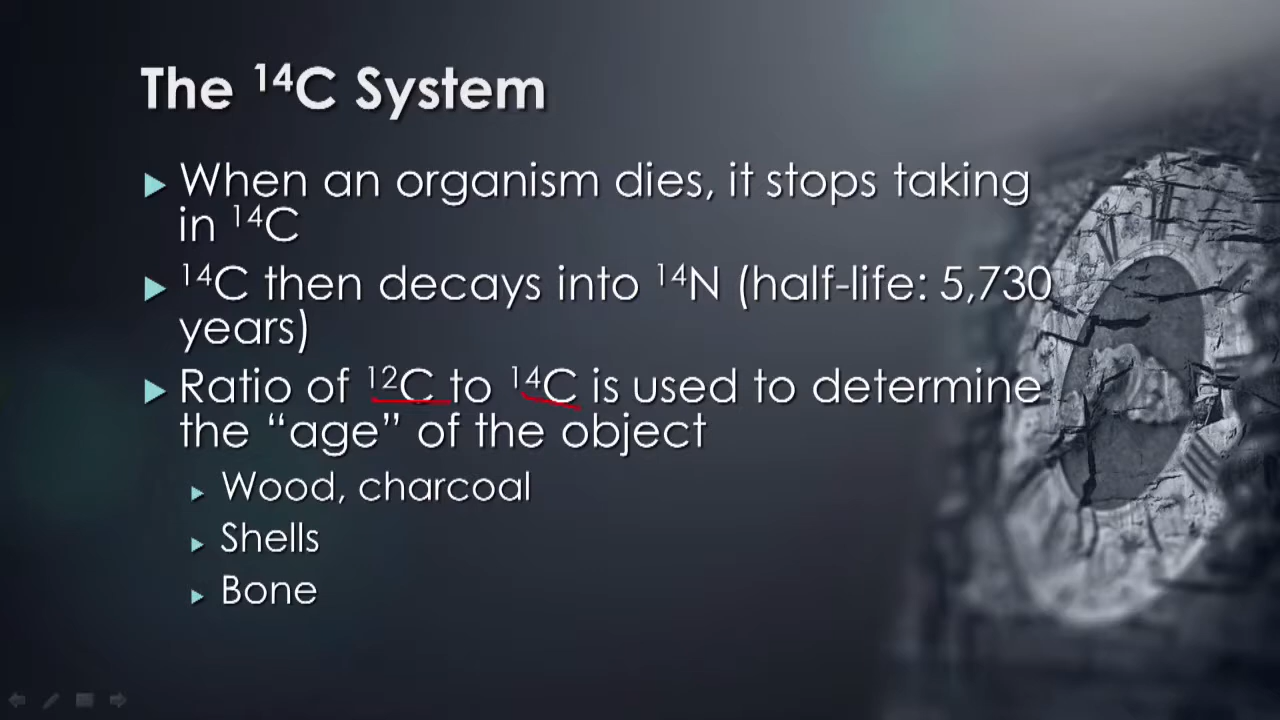 The ¹⁴C System
When an organism dies, it stops taking
in ¹⁴C
¹⁴C then decays into ¹⁴N (half-life: 5,730
years)
Ratio of ¹²C to ¹⁴C is used to determine
the “age” of the object
Wood, charcoal
Shells
Bone